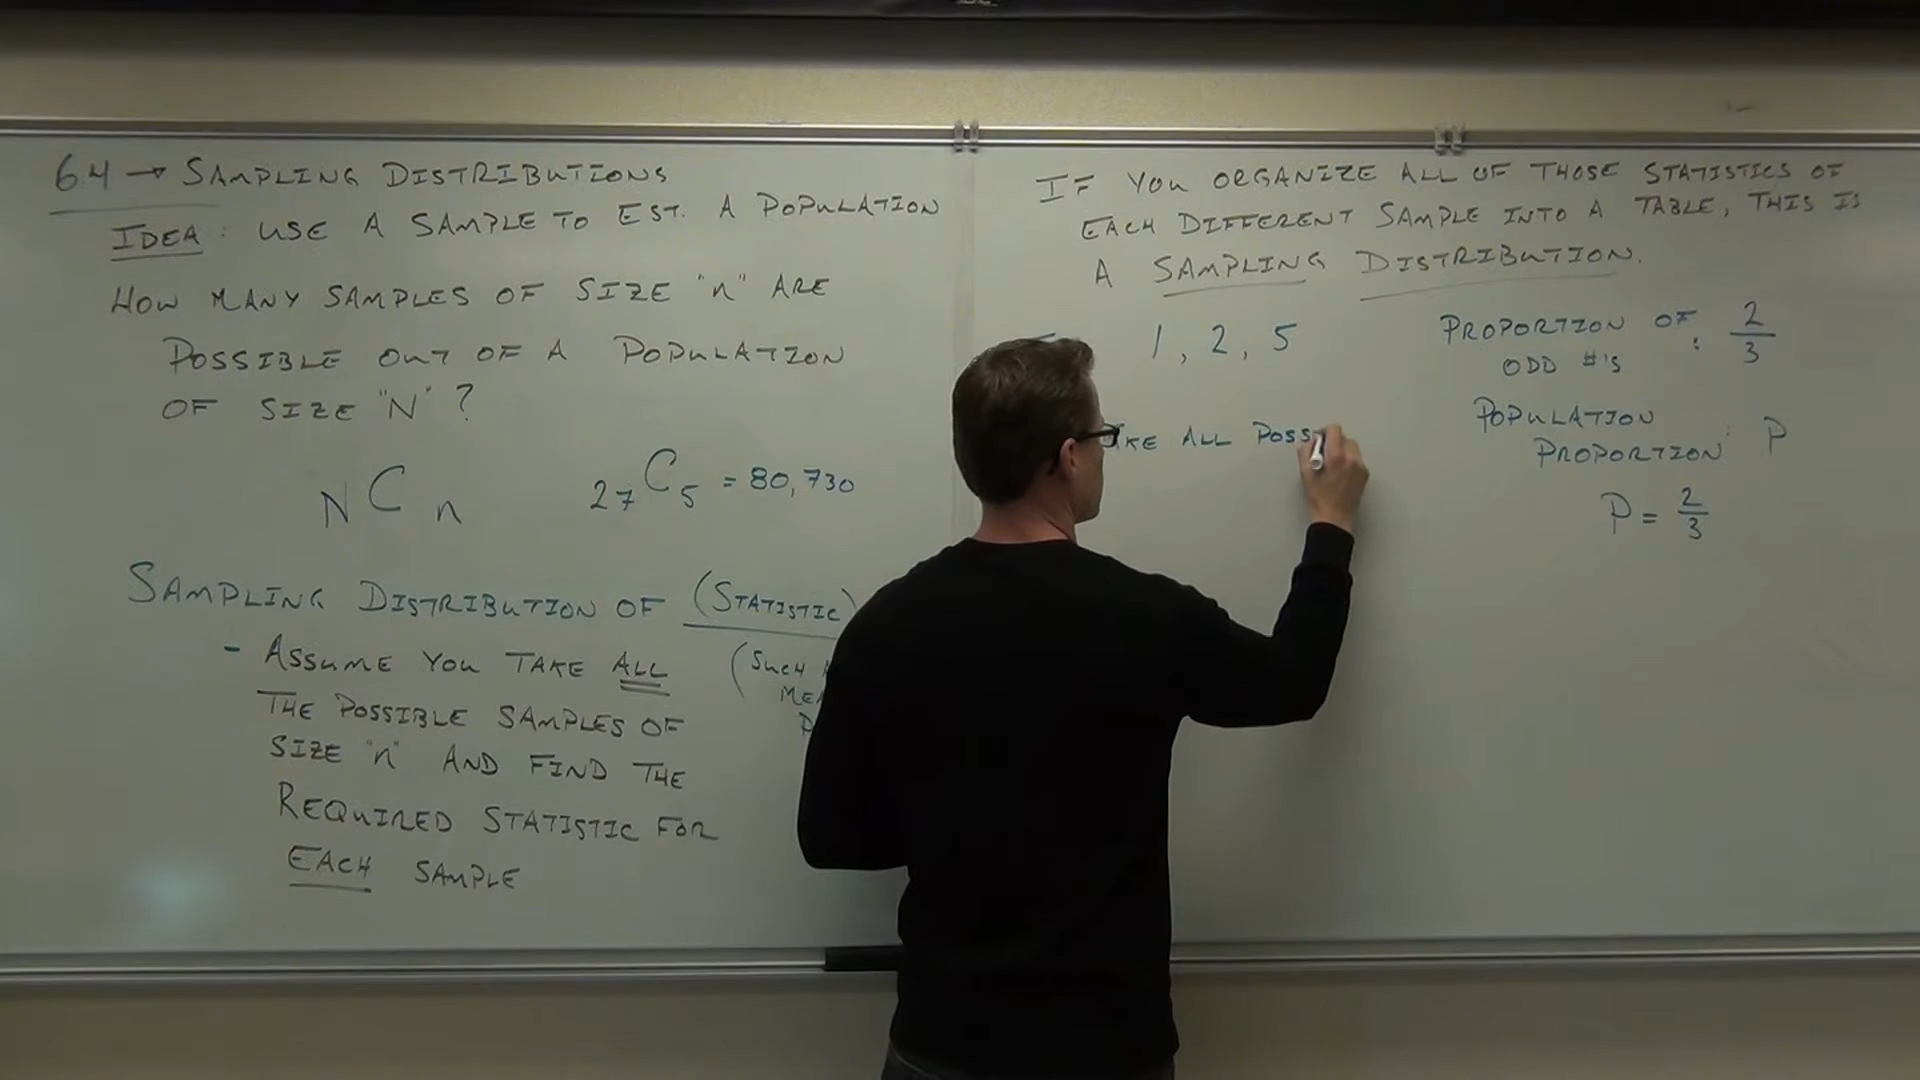 6.4 → SAMPLING DISTRIBUTIONS
IDEA: USE A SAMPLE TO EST. A POPULATION
HOW MANY SAMPLES OF SIZE "n" ARE
POSSIBLE OUT OF A POPULATION
OF SIZE "N"?
N C n
27 C 5 = 80,730
SAMPLING DISTRIBUTION OF (STATISTIC)
(SUCH
- ASSUME YOU TAKE ALL
THE POSSIBLE SAMPLES OF
SIZE "n" AND FIND THE
REQUIRED STATISTIC FOR
EACH SAMPLE
IF YOU ORGANIZE ALL OF THOSE STATISTICS OF
EACH DIFFERENT SAMPLE INTO A TABLE, THIS IS
A SAMPLING DISTRIBUTION.
1, 2, 5
AKE ALL POSS
PROPORTION OF
ODD #'S : 2/3
POPULATION
PROPORTION: P
P = 2/3